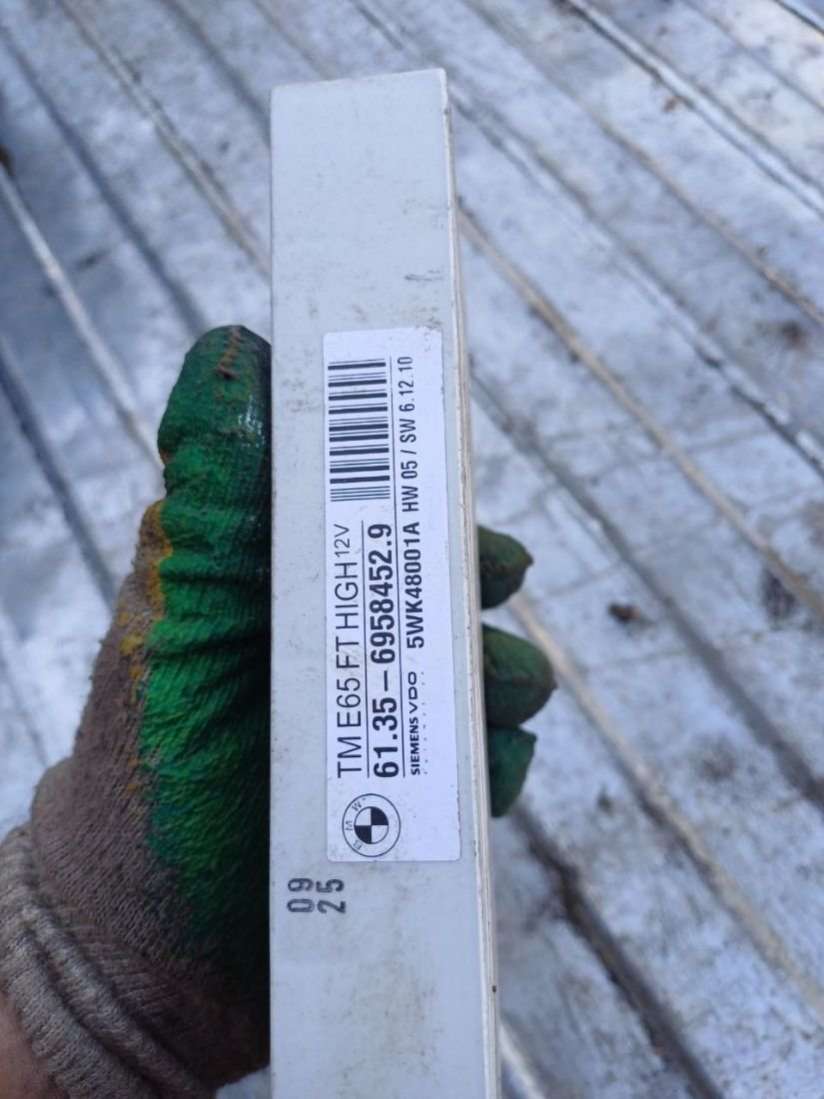 TM E65 FT HIGH 12V
61.35-6958452.9
SIEMENS VDO 5WK48001A HW 05 / SW 6.12.10
BMW
09
25